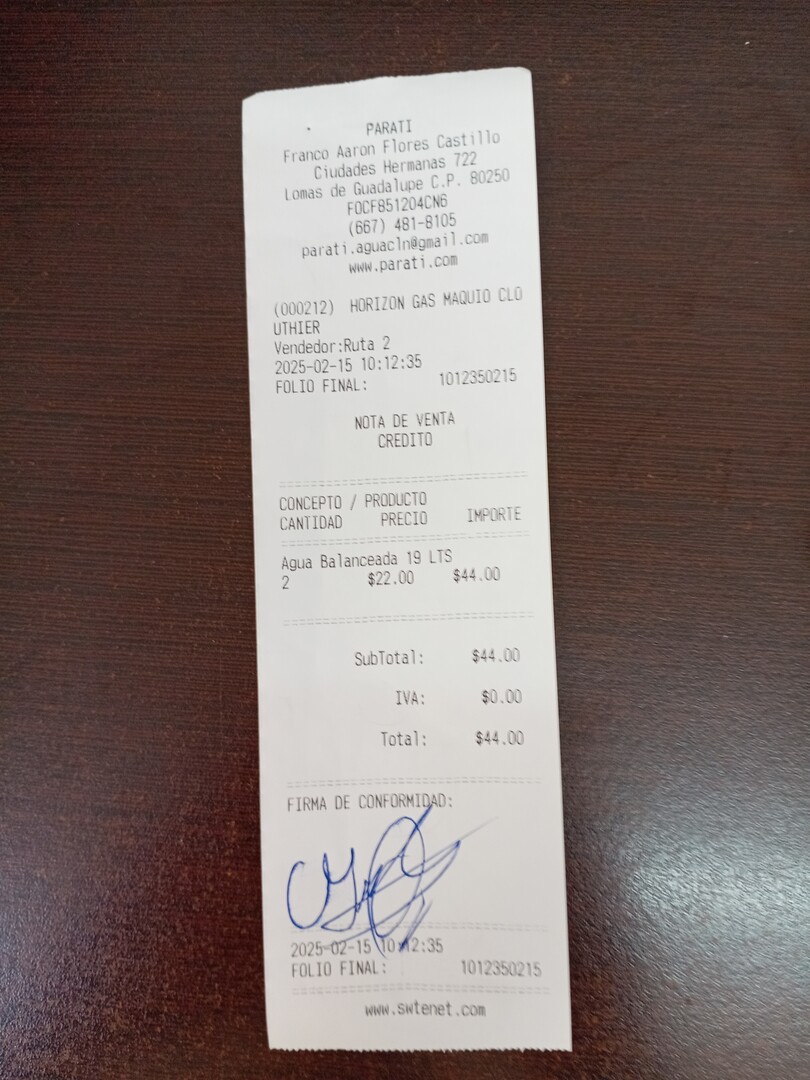 PARATI
Franco Aaron Flores Castillo
Ciudades Hermanas 722
Lomas de Guadalupe C.P. 80250
FOCF851204CN6
(667) 481-8105
parati.aguacln@gmail.com
www.parati.com
(000212) HORIZON GAS MAQUIO CLO
UTHIER
Vendedor:Ruta 2
2025-02-15 10:12:35
FOLIO FINAL: 1012350215
NOTA DE VENTA
CREDITO
CONCEPTO / PRODUCTO
CANTIDAD PRECIO IMPORTE
Agua Balanceada 19 LTS
2 $22.00 $44.00
SubTotal: $44.00
IVA: $0.00
Total: $44.00
FIRMA DE CONFORMIDAD:
2025-02-15 10:12:35
FOLIO FINAL: 1012350215
www.swtenet.com